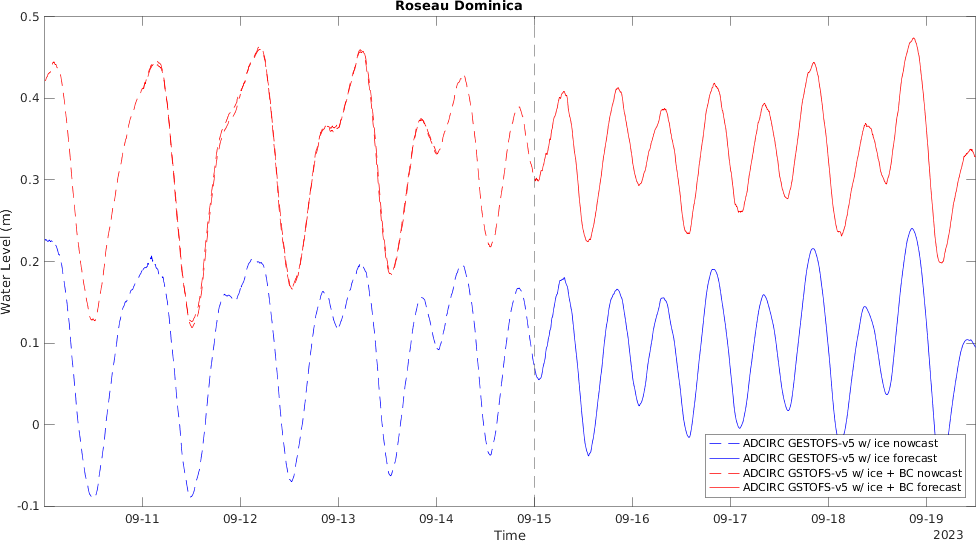 Roseau Dominica
0.5
0.4
0.3
0.2
0.1
0
-0.1
Water Level (m)
09-11 09-12 09-13 09-14 09-15 09-16 09-17 09-18 09-19
Time
2023
ADCIRC GESTOFS-v5 w/ ice nowcast
ADCIRC GESTOFS-v5 w/ ice forecast
ADCIRC GSTOFS-v5 w/ ice + BC nowcast
ADCIRC GSTOFS-v5 w/ ice + BC forecast